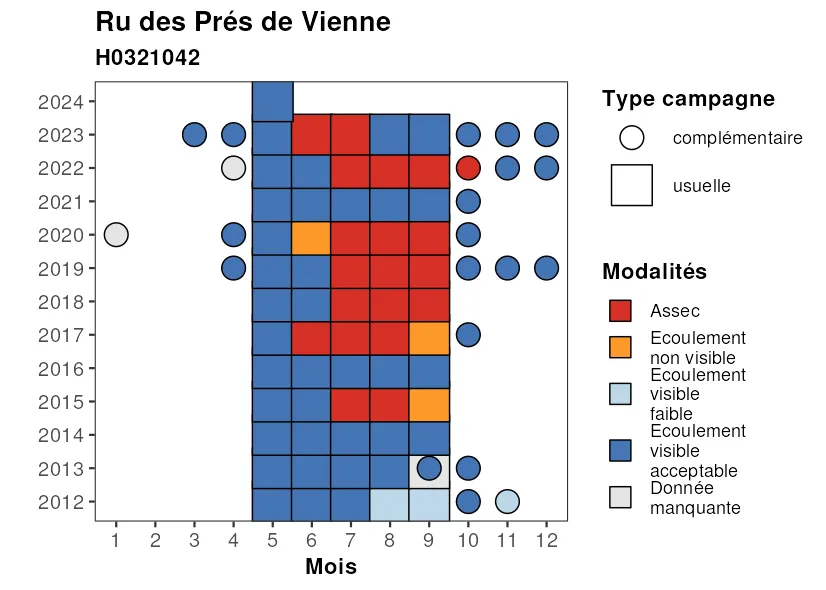 Ru des Prés de Vienne
H0321042
2024
2023
2022
2021
2020
2019
2018
2017
2016
2015
2014
2013
2012
1 2 3 4 5 6 7 8 9 10 11 12
Mois
Type campagne
complémentaire
usuelle
Modalités
Assec
Ecoulement
non visible
Ecoulement
visible
faible
Ecoulement
visible
acceptable
Donnée
manquante